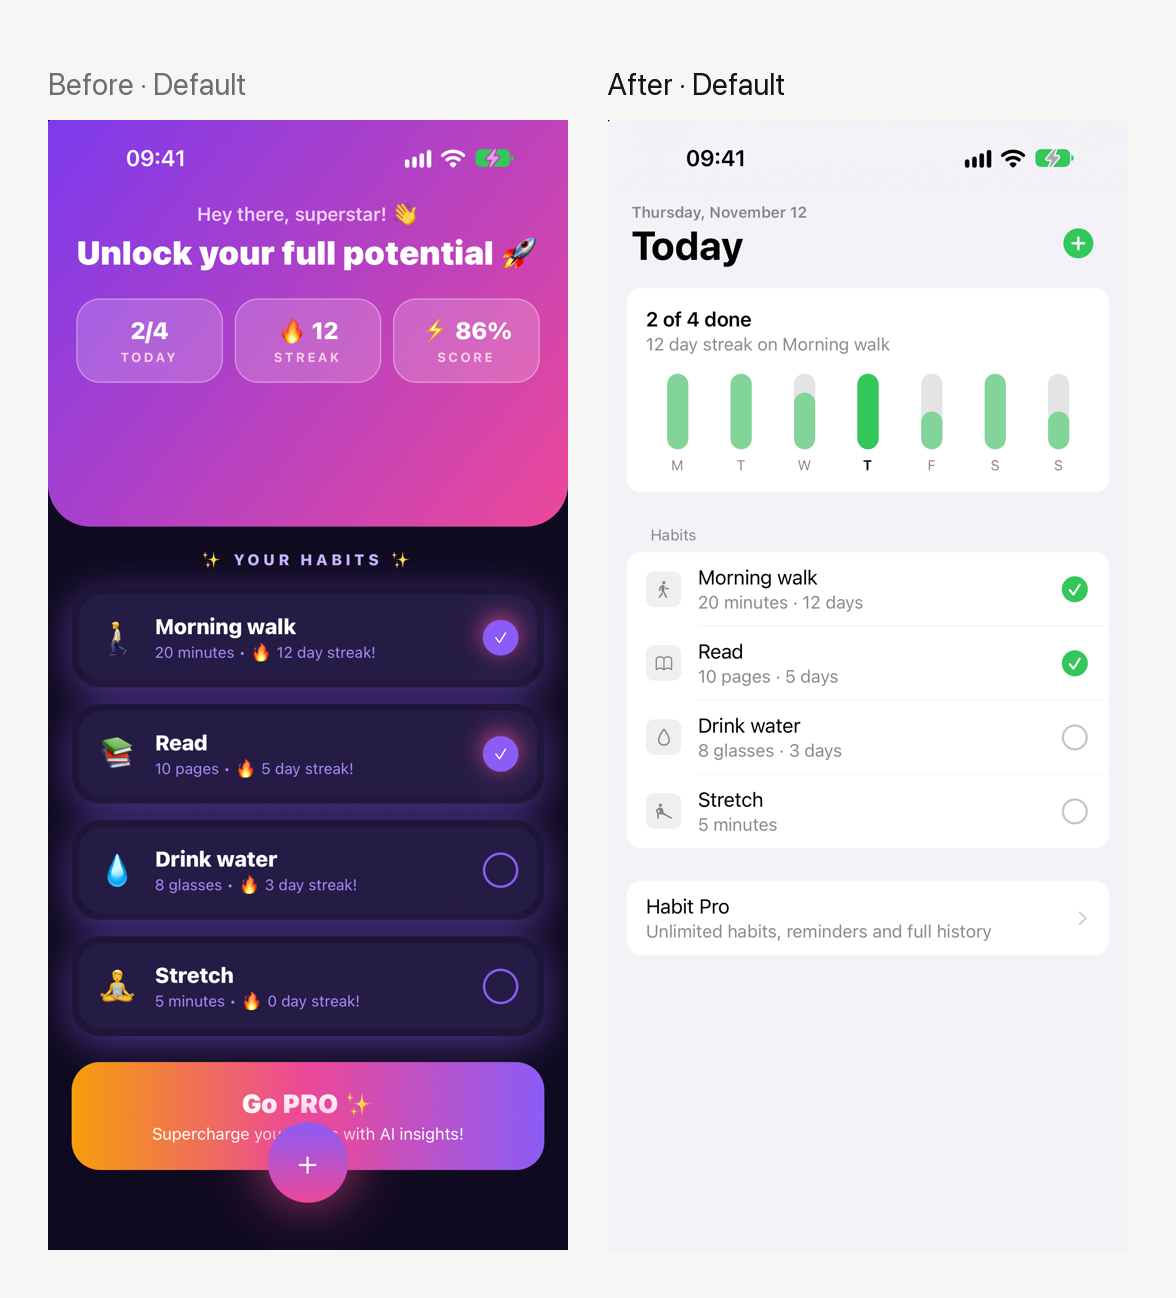 Before · Default
09:41
Hey there, superstar! 👋
Unlock your full potential 🚀
2/4
TODAY
🔥 12
STREAK
⚡ 86%
SCORE
✨ YOUR HABITS ✨
Morning walk
20 minutes • 🔥 12 day streak!
Read
10 pages • 🔥 5 day streak!
Drink water
8 glasses • 🔥 3 day streak!
Stretch
5 minutes • 🔥 0 day streak!
Go PRO ✨
Supercharge with AI insights!
+
After · Default
09:41
Thursday, November 12
Today
2 of 4 done
12 day streak on Morning walk
M T W T F S S
Habits
Morning walk
20 minutes · 12 days
Read
10 pages · 5 days
Drink water
8 glasses · 3 days
Stretch
5 minutes
Habit Pro
Unlimited habits, reminders and full history